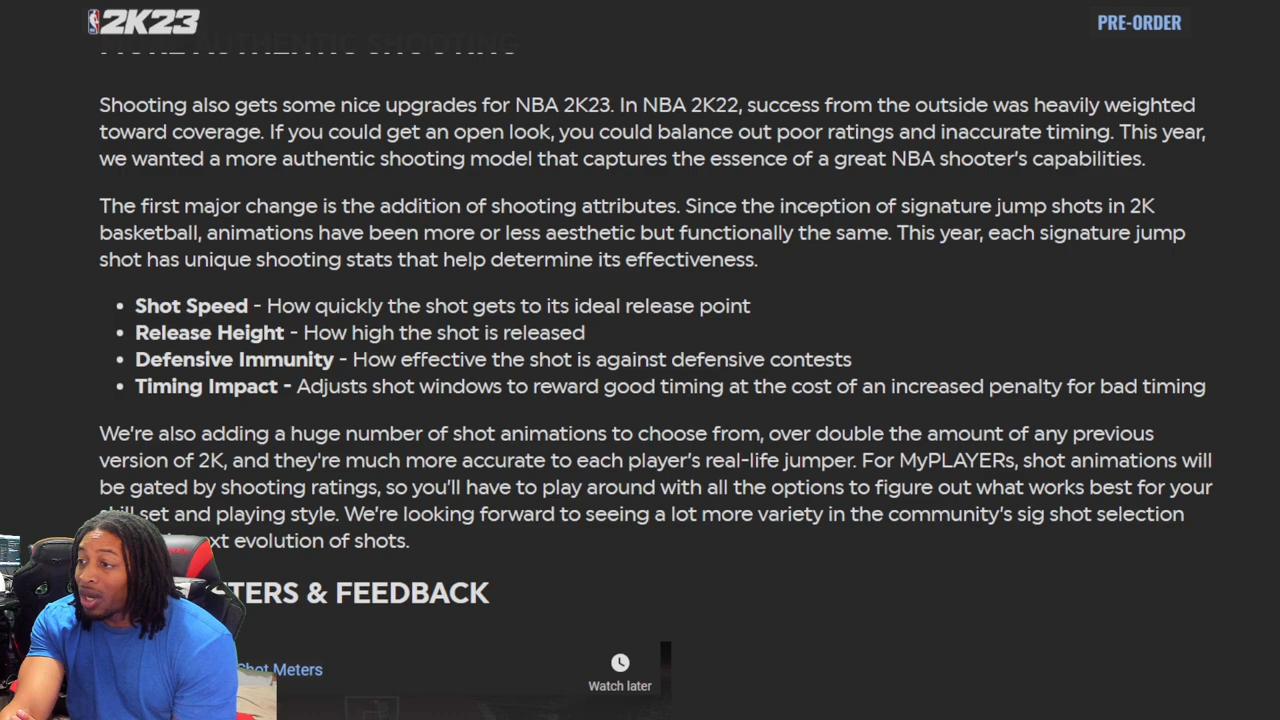 2K23
PRE-ORDER
MORE AUTHENTIC SHOOTING
Shooting also gets some nice upgrades for NBA 2K23. In NBA 2K22, success from the outside was heavily weighted
toward coverage. If you could get an open look, you could balance out poor ratings and inaccurate timing. This year,
we wanted a more authentic shooting model that captures the essence of a great NBA shooter's capabilities.
The first major change is the addition of shooting attributes. Since the inception of signature jump shots in 2K
basketball, animations have been more or less aesthetic but functionally the same. This year, each signature jump
shot has unique shooting stats that help determine its effectiveness.
• Shot Speed - How quickly the shot gets to its ideal release point
• Release Height - How high the shot is released
• Defensive Immunity - How effective the shot is against defensive contests
• Timing Impact - Adjusts shot windows to reward good timing at the cost of an increased penalty for bad timing
We're also adding a huge number of shot animations to choose from, over double the amount of any previous
version of 2K, and they're much more accurate to each player's real-life jumper. For MyPLAYERs, shot animations will
be gated by shooting ratings, so you'll have to play around with all the options to figure out what works best for your
skill set and playing style. We're looking forward to seeing a lot more variety in the community's sig shot selection
evolution of shots.
& FEEDBACK
Shot Meters
Watch later